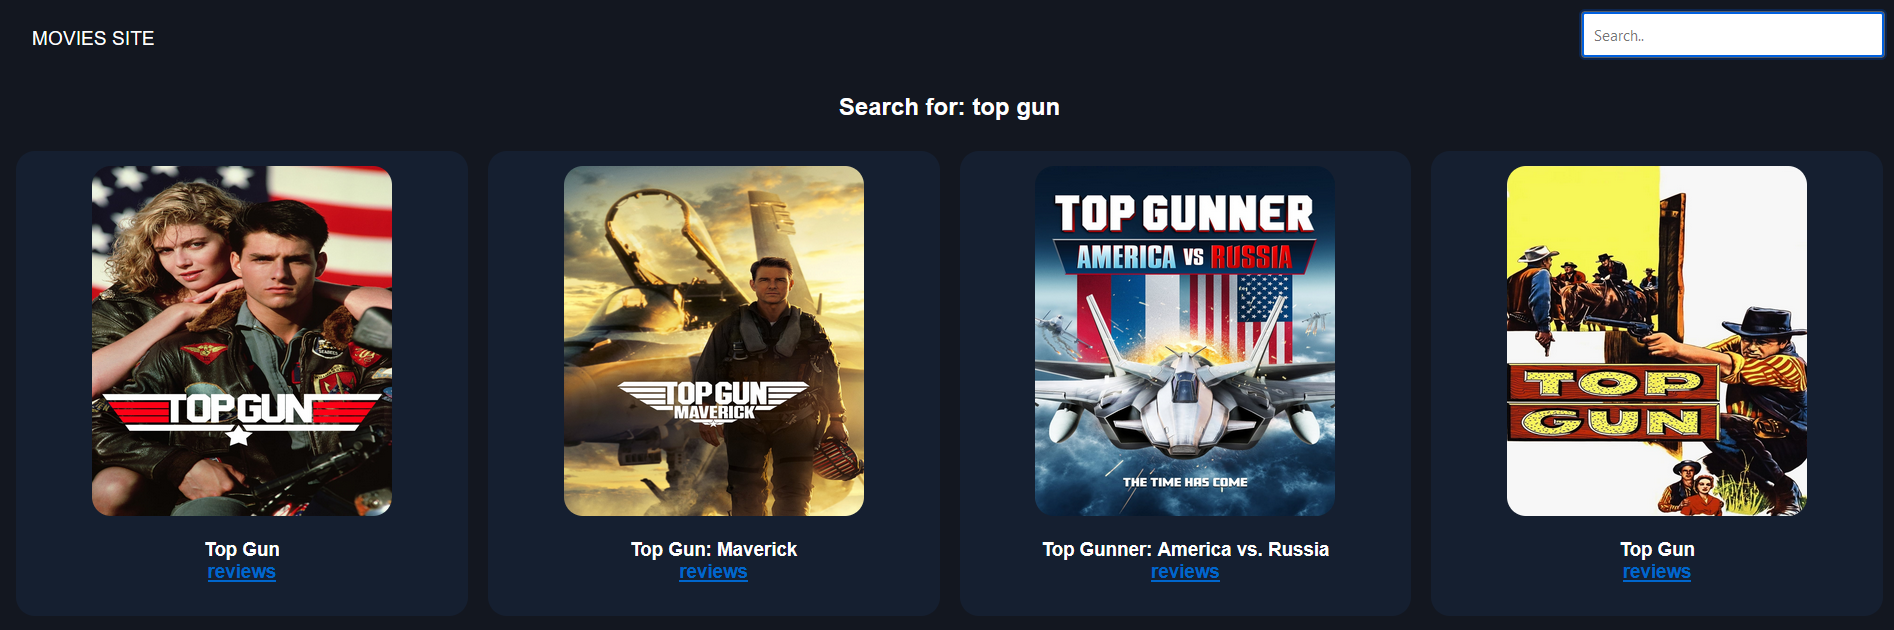 MOVIES SITE
Search..
Search for: top gun
TOP GUN
Top Gun
reviews
TOP GUN
MAVERICK
Top Gun: Maverick
reviews
TOP GUNNER
AMERICA VS RUSSIA
THE TIME HAS COME
Top Gunner: America vs. Russia
reviews
TOP
GUN
Top Gun
reviews